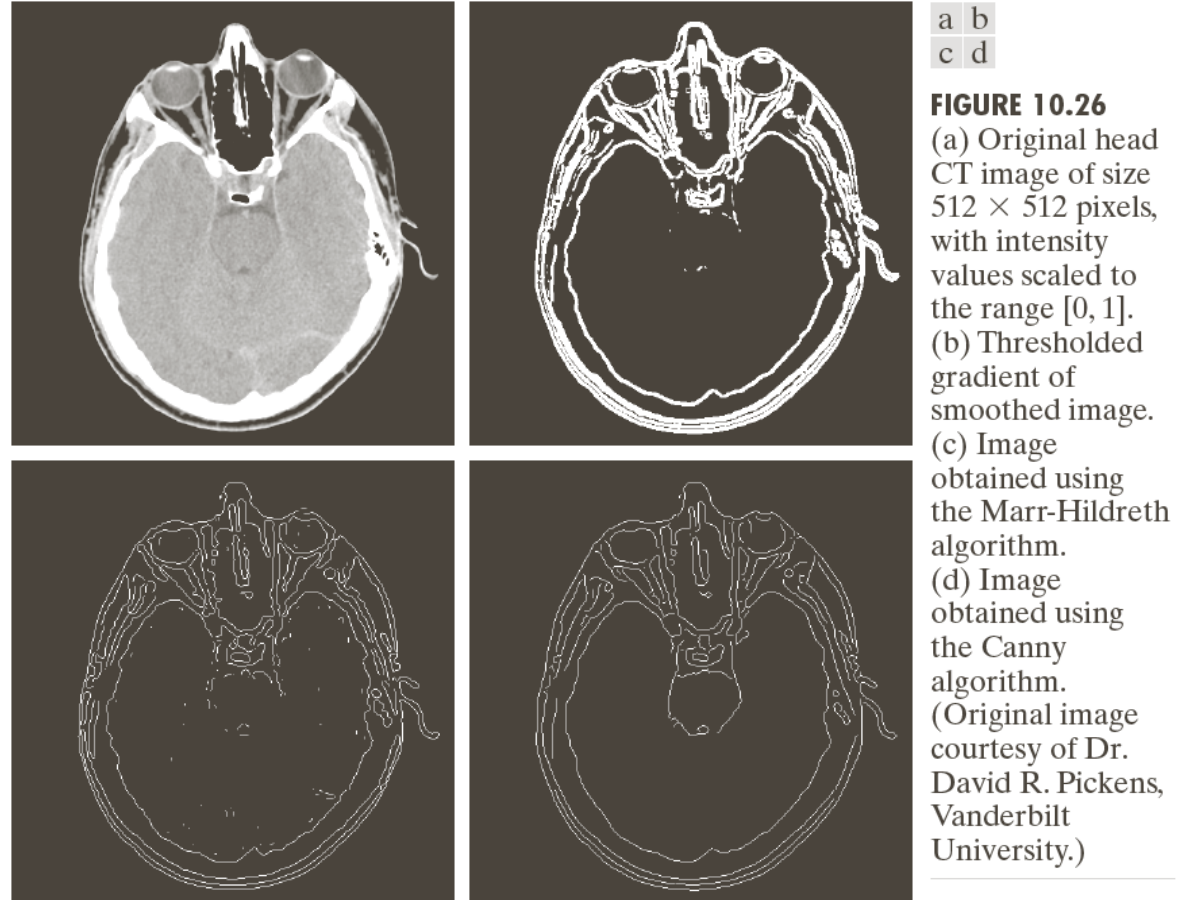 a b
c d
FIGURE 10.26
(a) Original head
CT image of size
512 × 512 pixels,
with intensity
values scaled to
the range [0, 1].
(b) Thresholded
gradient of
smoothed image.
(c) Image
obtained using
the Marr-Hildreth
algorithm.
(d) Image
obtained using
the Canny
algorithm.
(Original image
courtesy of Dr.
David R. Pickens,
Vanderbilt
University.)